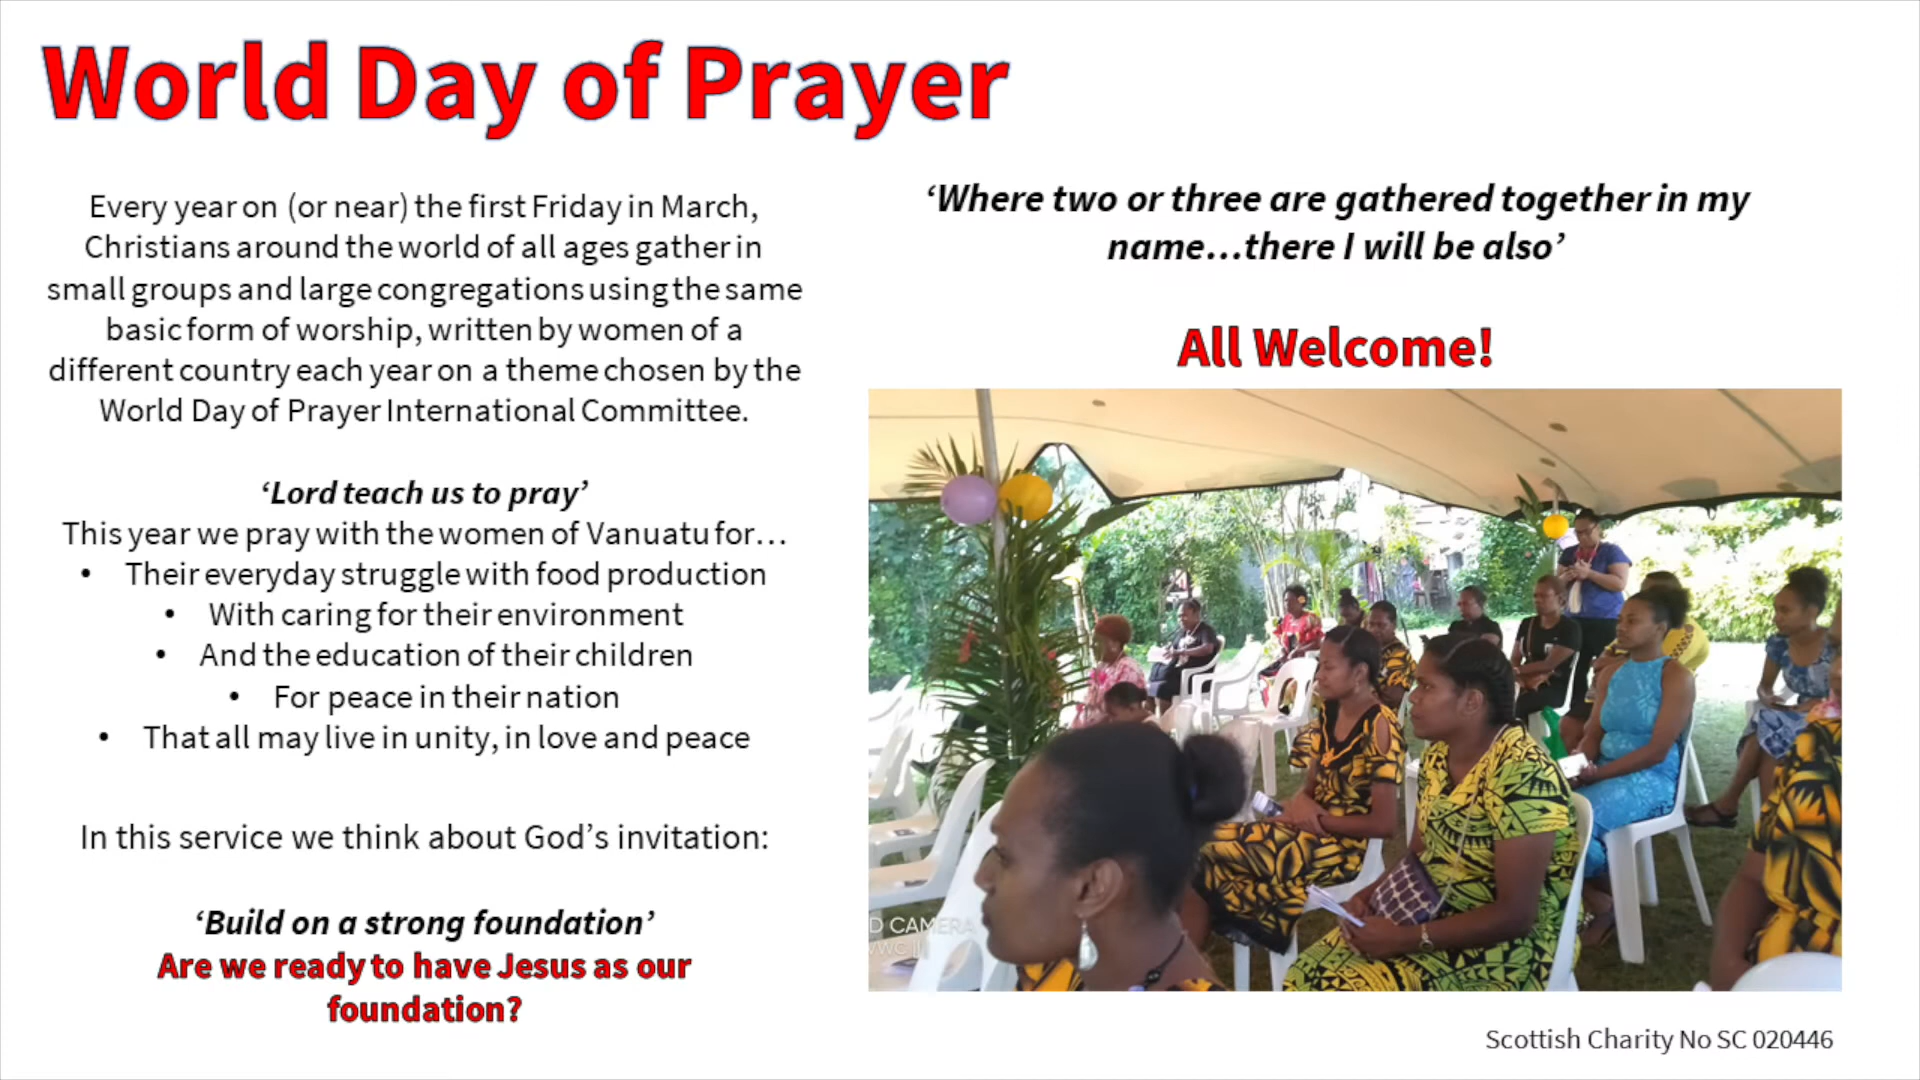 World Day of Prayer
Every year on (or near) the first Friday in March,
Christians around the world of all ages gather in
small groups and large congregations using the same
basic form of worship, written by women of a
different country each year on a theme chosen by the
World Day of Prayer International Committee.
‘Lord teach us to pray’
This year we pray with the women of Vanuatu for…
• Their everyday struggle with food production
• With caring for their environment
• And the education of their children
• For peace in their nation
• That all may live in unity, in love and peace
In this service we think about God’s invitation:
‘Build on a strong foundation’
Are we ready to have Jesus as our
foundation?
‘Where two or three are gathered together in my
name…there I will be also’
All Welcome!
D CAMERA
Scottish Charity No SC 020446